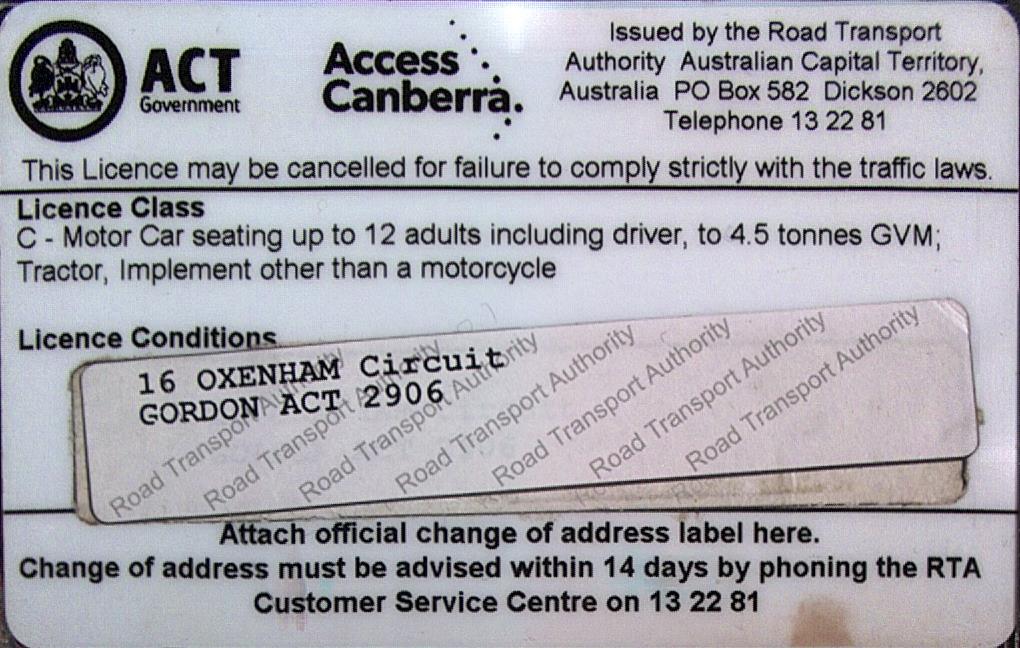 ACT
Government
Access
Canberra.
Issued by the Road Transport
Authority Australian Capital Territory,
Australia PO Box 582 Dickson 2602
Telephone 13 22 81
This Licence may be cancelled for failure to comply strictly with the traffic laws.
Licence Class
C - Motor Car seating up to 12 adults including driver, to 4.5 tonnes GVM;
Tractor, Implement other than a motorcycle
Licence Conditions
16 OXENHAM Circuit
GORDON ACT 2906
Road Transport Authority
Road Transport Authority
Road Transport Authority
Road Transport Authority
Road Transport Authority
Road Transport Authority
Road Transport Authority
Attach official change of address label here.
Change of address must be advised within 14 days by phoning the RTA
Customer Service Centre on 13 22 81